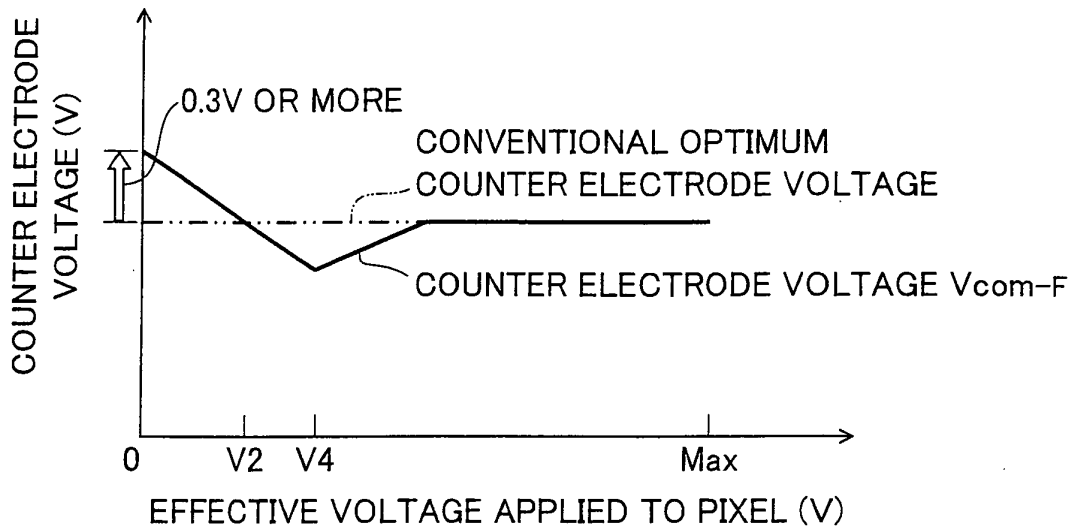 COUNTER ELECTRODE
VOLTAGE (V)
0.3V OR MORE
CONVENTIONAL OPTIMUM
COUNTER ELECTRODE VOLTAGE
COUNTER ELECTRODE VOLTAGE Vcom-F
0 V2 V4 Max
EFFECTIVE VOLTAGE APPLIED TO PIXEL (V)